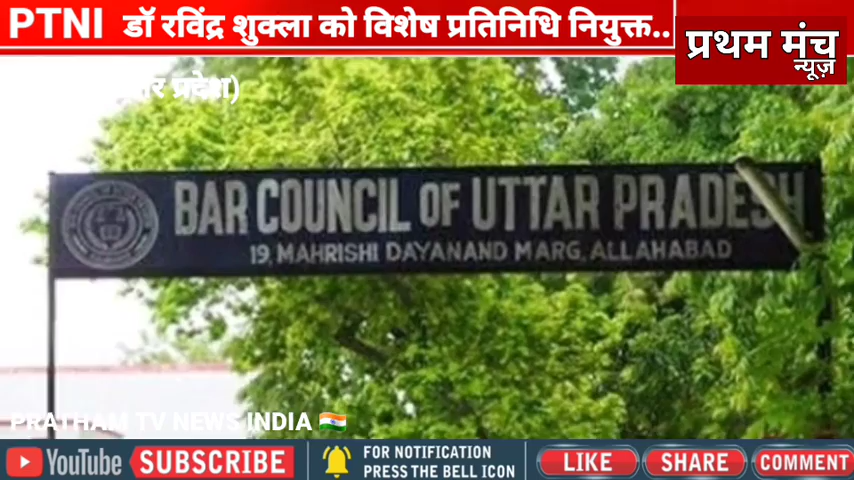 PTNI डॉ रविंद्र शुक्ला को विशेष प्रतिनिधि नियुक्त..
प्रथम मंच
न्यूज़
प्रदेश)
BAR COUNCIL OF UTTAR PRADESH
19, MAHRISHI DAYANAND MARG, ALLAHABAD
PRATHAM TV NEWS INDIA 🇮🇳
YouTube SUBSCRIBE
FOR NOTIFICATION
PRESS THE BELL ICON
LIKE SHARE COMMENT